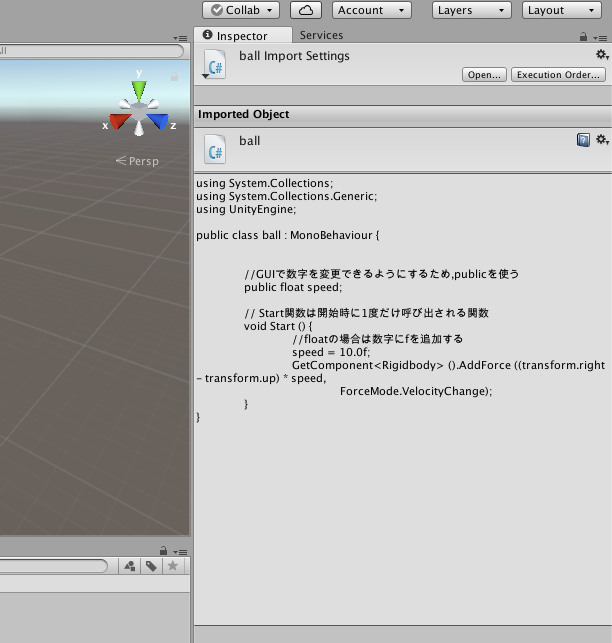 Collab
Account
Layers
Layout
Inspector
Services
All
ball Import Settings
C#
Open...
Execution Order...
Imported Object
ball
C#
y
x
z
Persp
using System.Collections;
using System.Collections.Generic;
using UnityEngine;
public class ball : MonoBehaviour {
//GUIで数字を変更できるようにするため,publicを使う
public float speed;
// Start関数は開始時に1度だけ呼び出される関数
void Start () {
//floatの場合は数字にfを追加する
speed = 10.0f;
GetComponent<Rigidbody> ().AddForce ((transform.right
- transform.up) * speed,
ForceMode.VelocityChange);
}
}